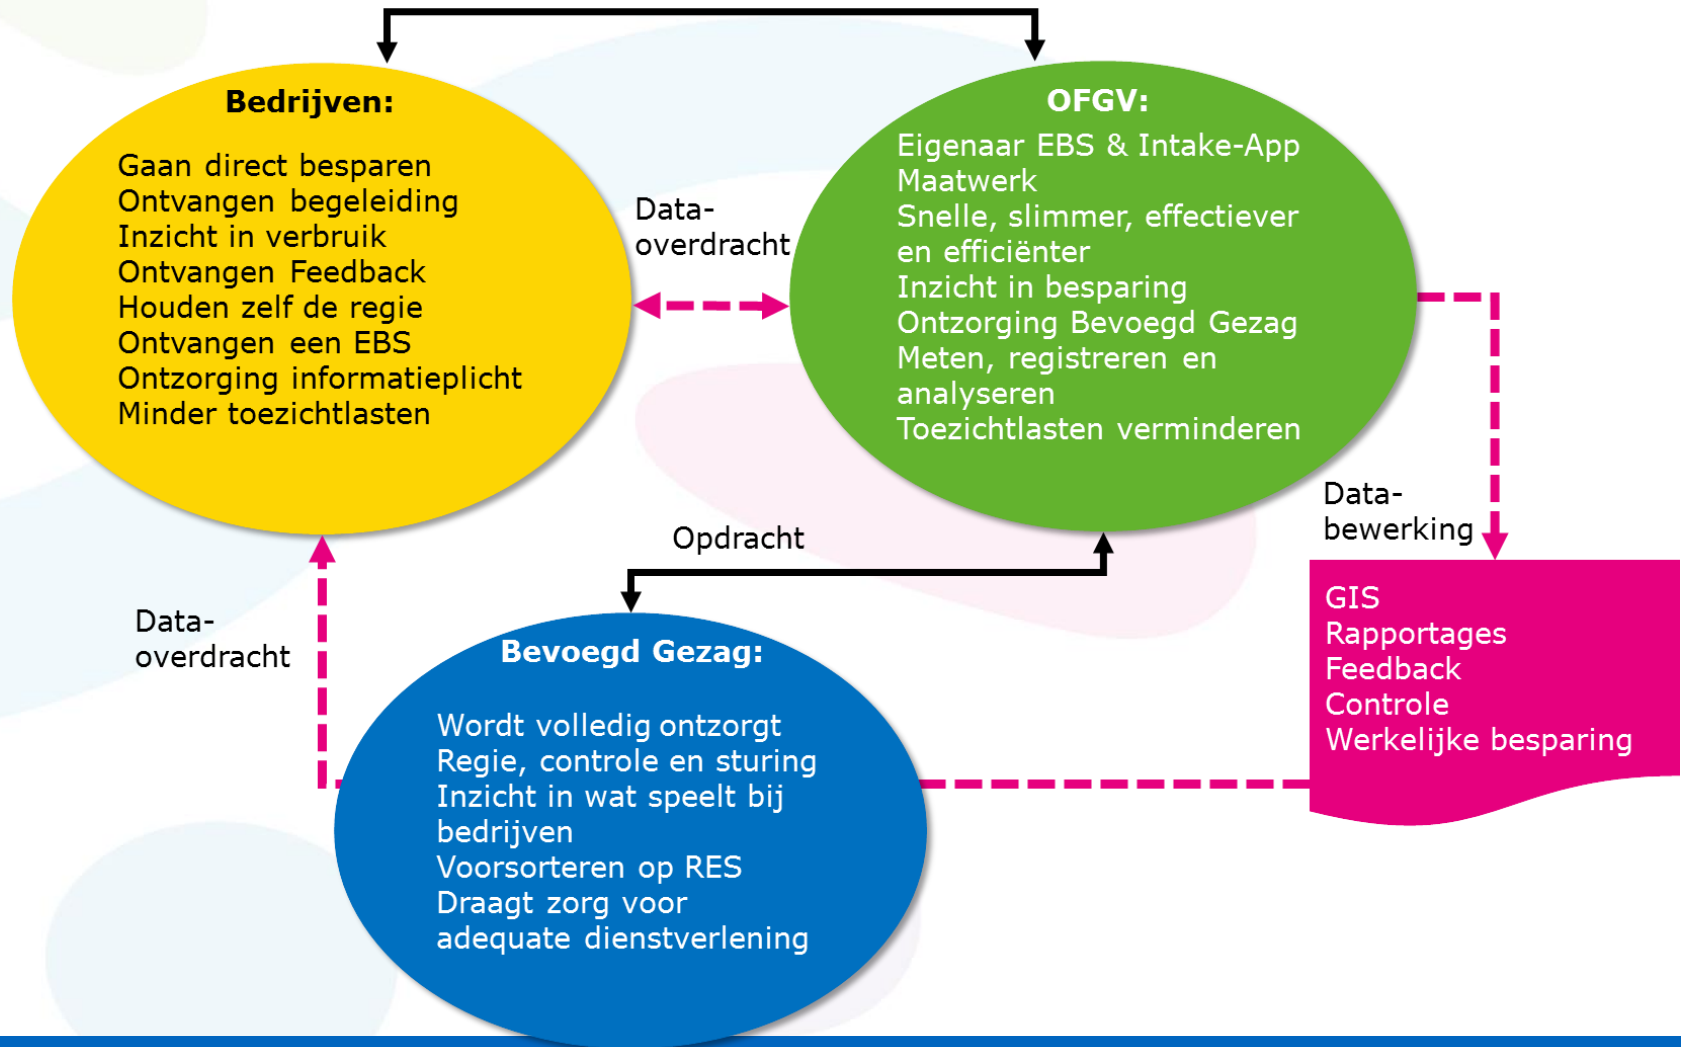 Bedrijven:
Gaan direct besparen
Ontvangen begeleiding
Inzicht in verbruik
Ontvangen Feedback
Houden zelf de regie
Ontvangen een EBS
Ontzorging informatieplicht
Minder toezichtlasten
Data-
overdracht
OFGV:
Eigenaar EBS & Intake-App
Maatwerk
Snelle, slimmer, effectiever
en efficiënter
Inzicht in besparing
Ontzorging Bevoegd Gezag
Meten, registreren en
analyseren
Toezichtlasten verminderen
Data-
bewerking
Opdracht
Data-
overdracht
Bevoegd Gezag:
Wordt volledig ontzorgt
Regie, controle en sturing
Inzicht in wat speelt bij
bedrijven
Voorsorteren op RES
Draagt zorg voor
adequate dienstverlening
GIS
Rapportages
Feedback
Controle
Werkelijke besparing